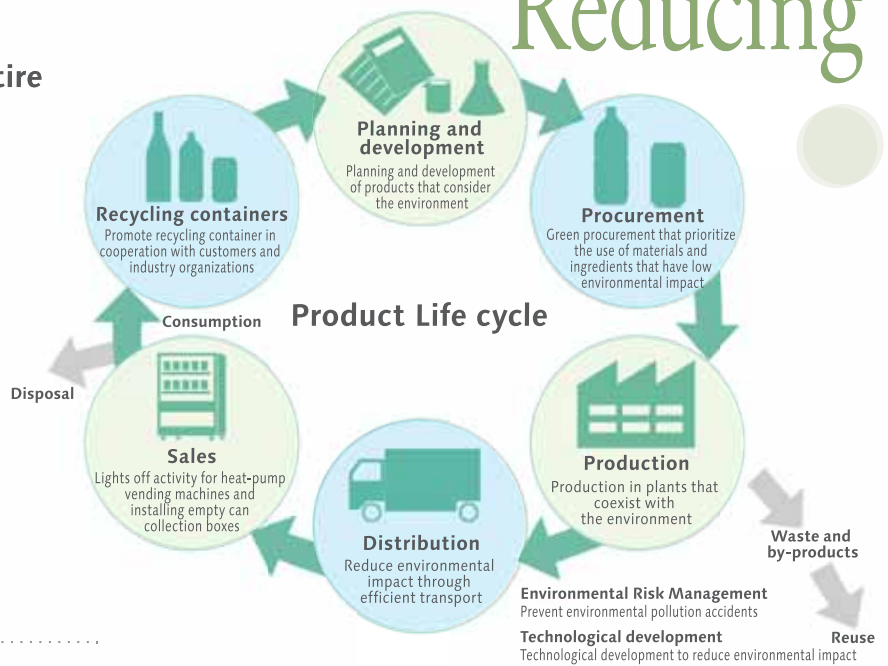 Reducing
tire
Planning and
development
Planning and development
of products that consider
the environment
Recycling containers
Promote recycling container in
cooperation with customers and
industry organizations
Procurement
Green procurement that prioritize
the use of materials and
ingredients that have low
environmental impact
Product Life cycle
Consumption
Disposal
Sales
Lights off activity for heat-pump
vending machines and
installing empty can
collection boxes
Production
Production in plants that
coexist with
the environment
Distribution
Reduce environmental
impact through
efficient transport
Waste and
by-products
Reuse
Environmental Risk Management
Prevent environmental pollution accidents
Technological development
Technological development to reduce environmental impact